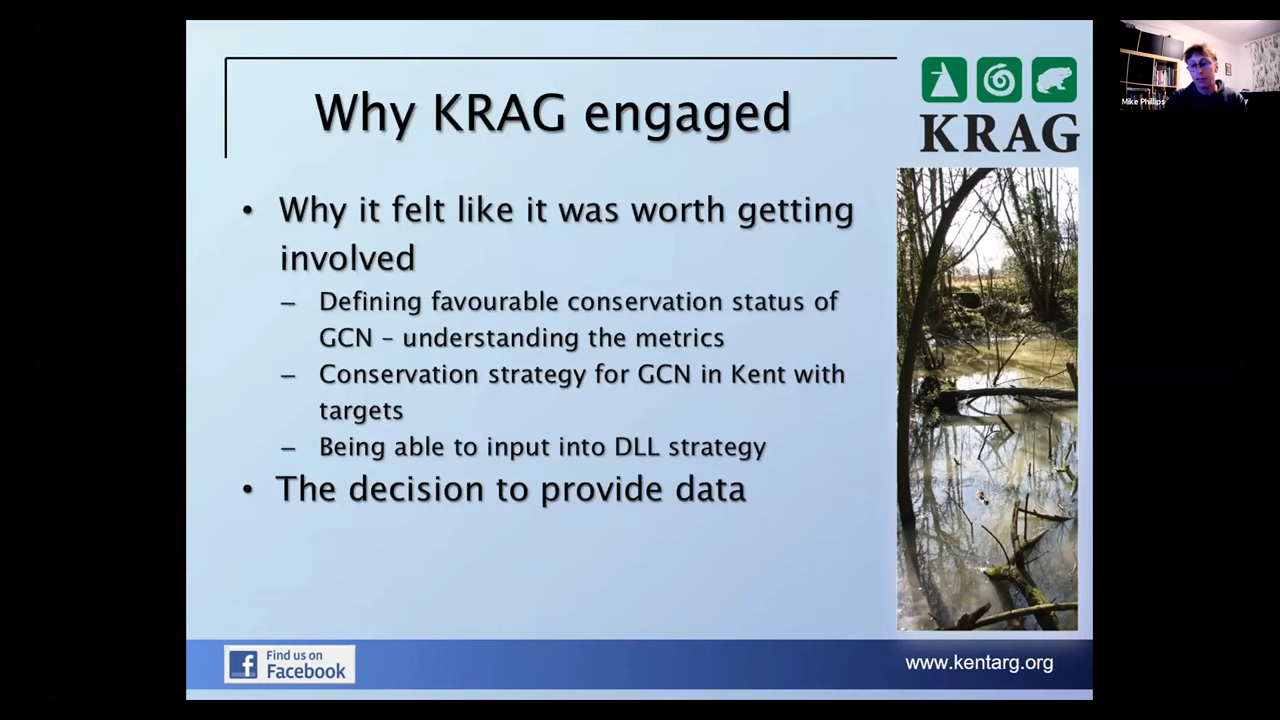 Why KRAG engaged
KRAG
Mike Phillips
• Why it felt like it was worth getting
involved
– Defining favourable conservation status of
GCN – understanding the metrics
– Conservation strategy for GCN in Kent with
targets
– Being able to input into DLL strategy
• The decision to provide data
Find us on
Facebook
www.kentarg.org